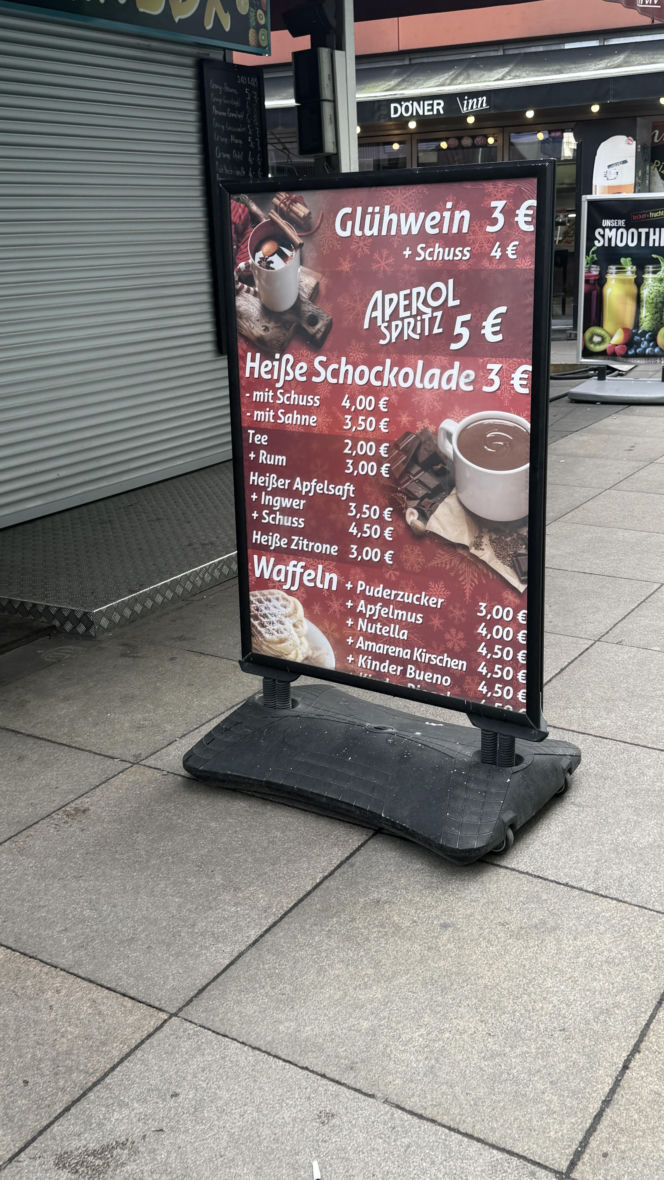 DÖNER inn
UNSERE
SMOOTHI
Glühwein 3 €
+ Schuss 4 €
APEROL
SPRITZ 5 €
Heiße Schockolade 3 €
- mit Schuss 4,00 €
- mit Sahne 3,50 €
Tee 2,00 €
+ Rum 3,00 €
Heißer Apfelsaft
+ Ingwer 3,50 €
+ Schuss 4,50 €
Heiße Zitrone 3,00 €
Waffeln
+ Puderzucker 3,00 €
+ Apfelmus 4,00 €
+ Nutella 4,50 €
+ Amarena Kirschen 4,50 €
+ Kinder Bueno 4,50 €